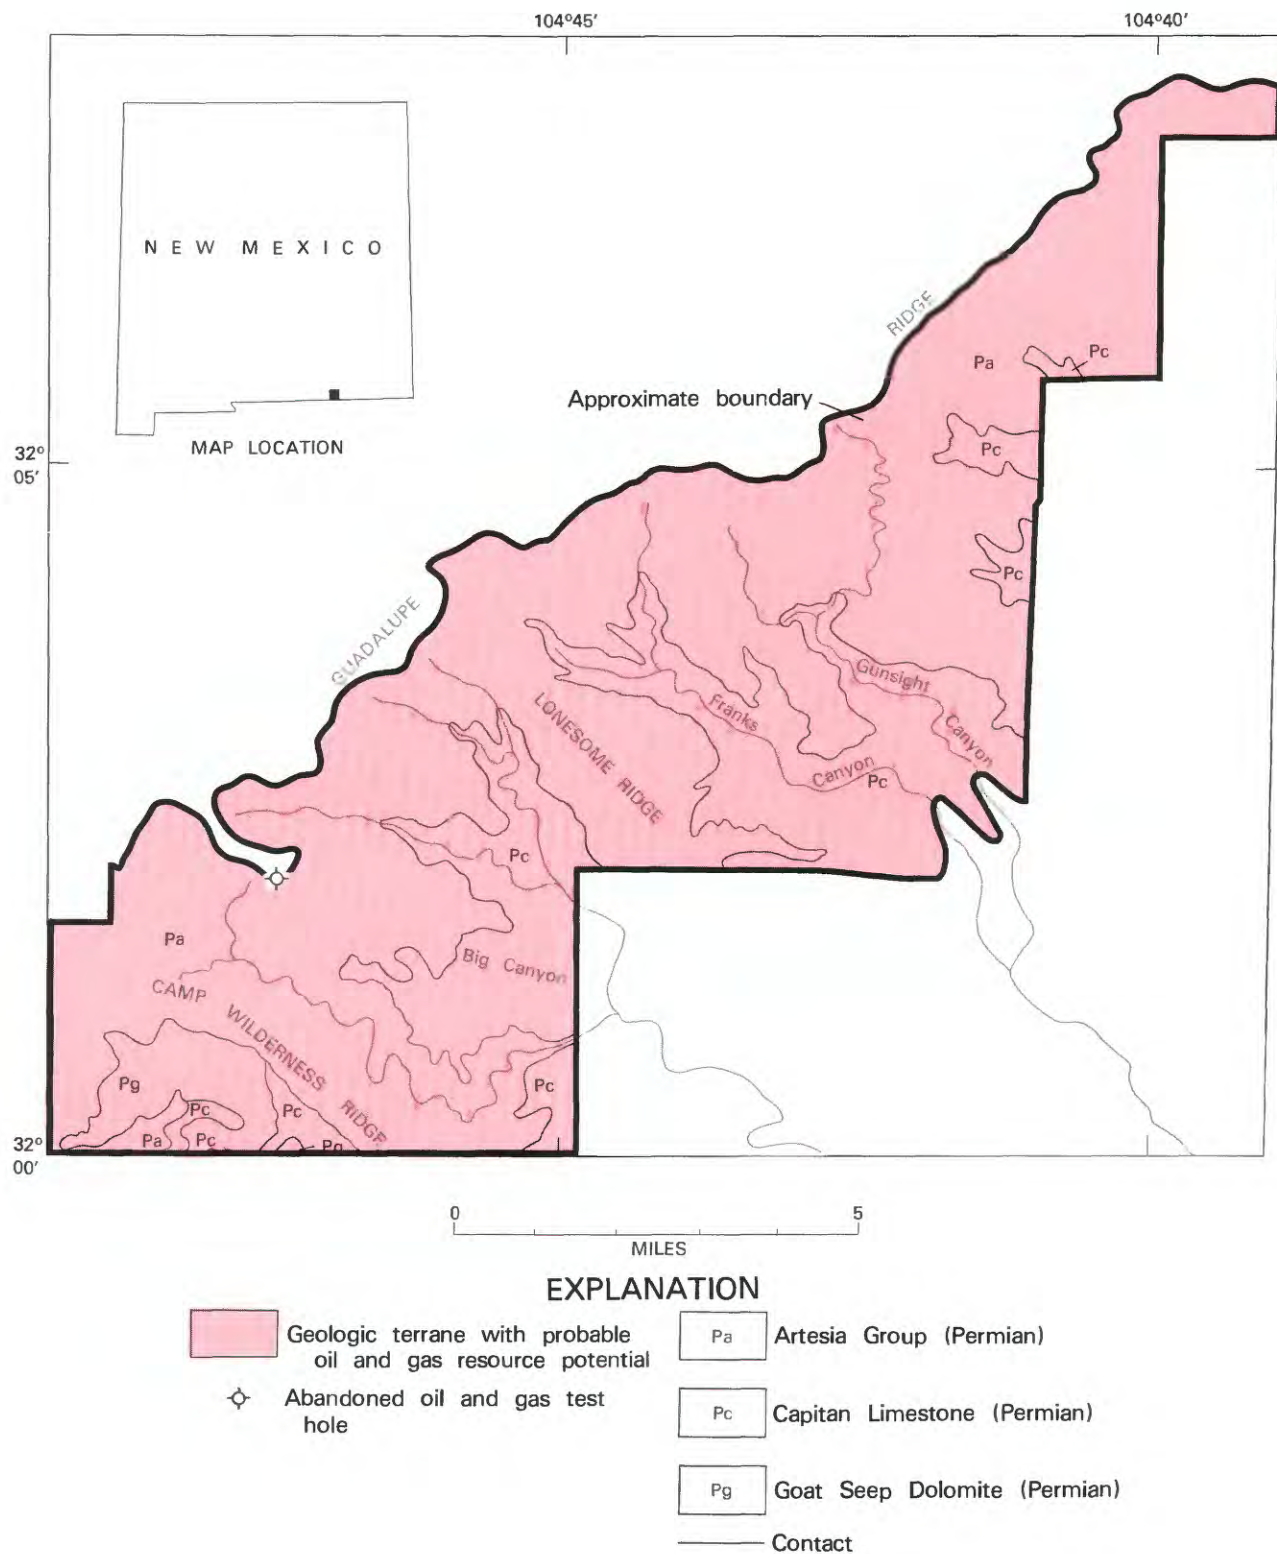 104°45'
104°40'
NEW MEXICO
MAP LOCATION
RIDGE
Pa
Pc
Approximate boundary
32°
05'
Pc
Pc
GUADALUPE
Gunsight
Canyon
Franks
Canyon
Pc
LONESOME RIDGE
Pc
Pa
Big Canyon
CAMP WILDERNESS RIDGE
Pg
Pc
Pc
Pc
Pa
Pc
Pg
32°
00'
0
5
MILES
EXPLANATION
Geologic terrane with probable
oil and gas resource potential
Abandoned oil and gas test
hole
Pa
Artesia Group (Permian)
Pc
Capitan Limestone (Permian)
Pg
Goat Seep Dolomite (Permian)
Contact